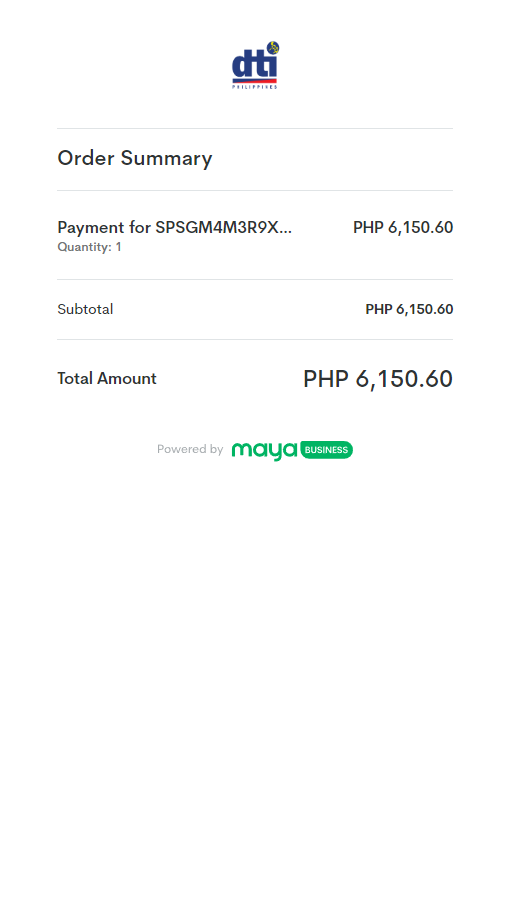 dti
PHILIPPINES
Order Summary
Payment for SPSGM4M3R9X... PHP 6,150.60
Quantity: 1
Subtotal PHP 6,150.60
Total Amount PHP 6,150.60
Powered by maya BUSINESS